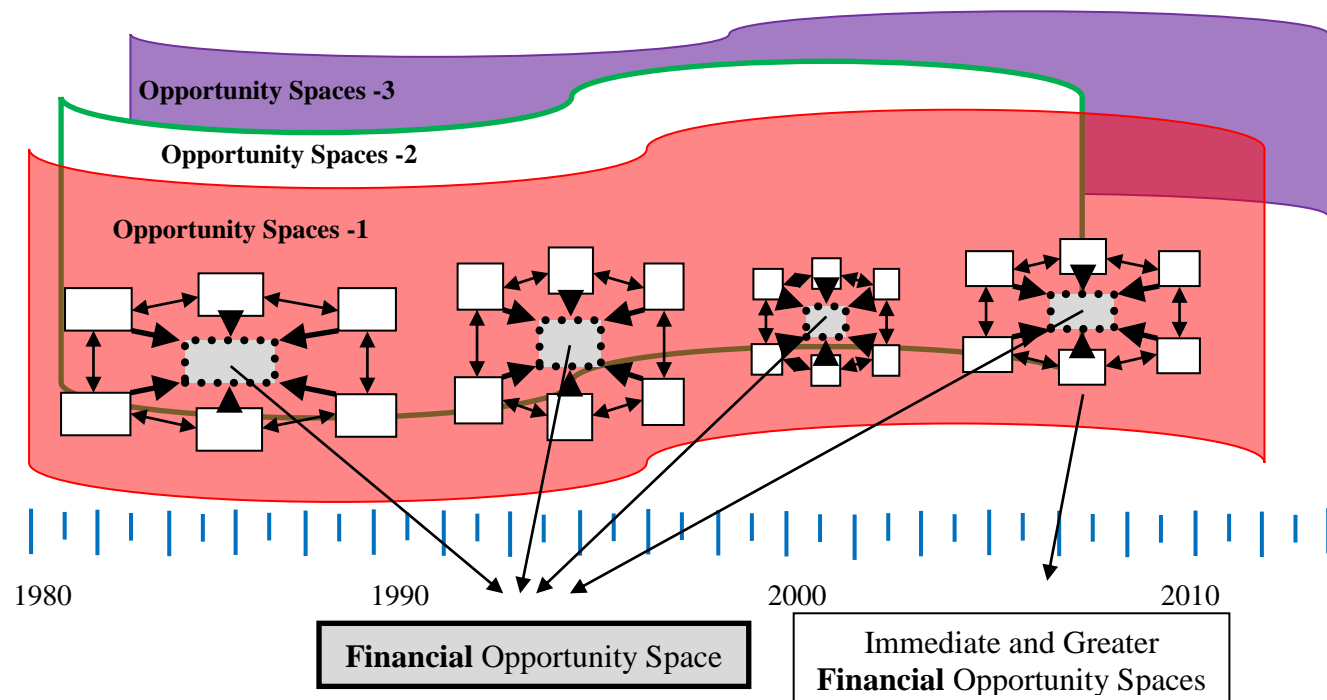 Opportunity Spaces -3
Opportunity Spaces -2
Opportunity Spaces -1
1980
1990
2000
2010
Financial Opportunity Space
Immediate and Greater
Financial Opportunity Spaces